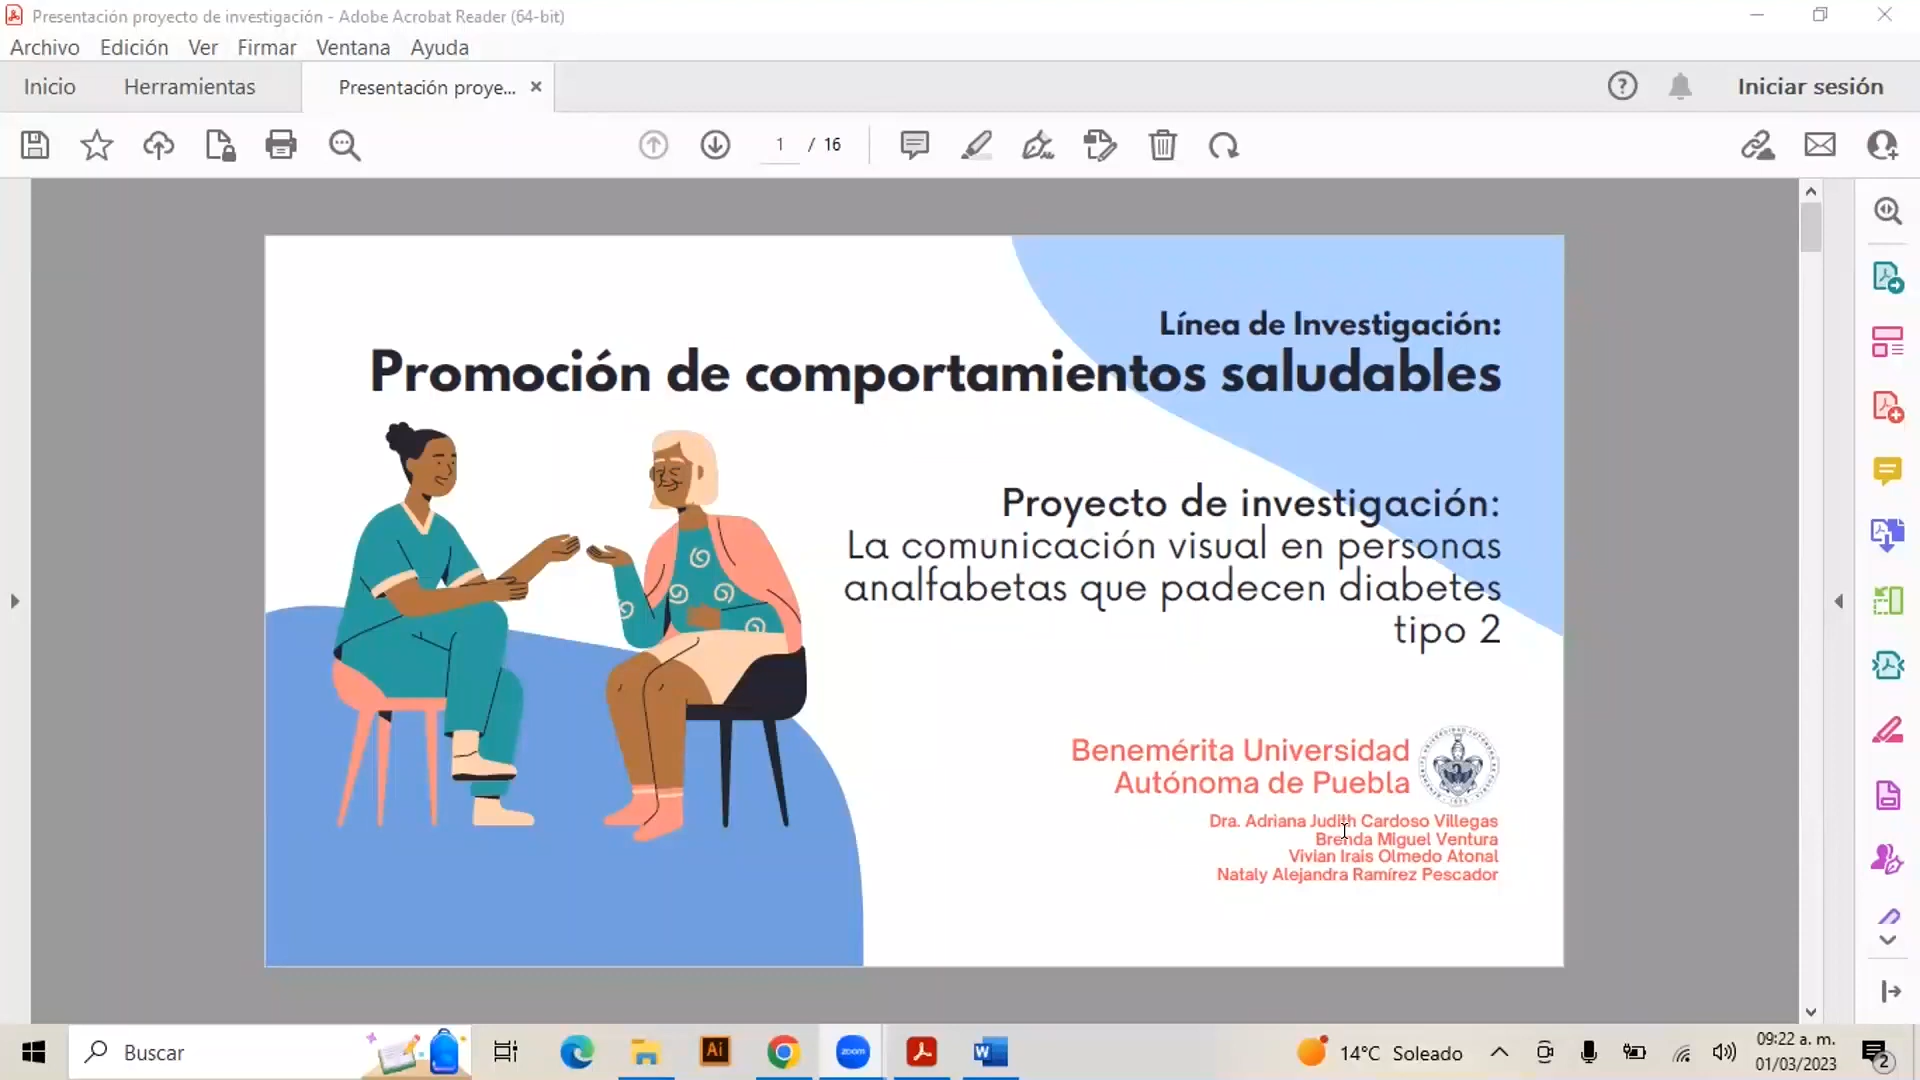 Presentación proyecto de investigación - Adobe Acrobat Reader (64-bit)
Archivo Edición Ver Firmar Ventana Ayuda
Inicio Herramientas Presentación proye... Iniciar sesión
1 / 16
Línea de Investigación:
Promoción de comportamientos saludables
Proyecto de investigación:
La comunicación visual en personas
analfabetas que padecen diabetes
tipo 2
Benemérita Universidad
Autónoma de Puebla
Dra. Adriana Judith Cardoso Villegas
Brenda Miguel Ventura
Vivian Irais Olmedo Atonal
Nataly Alejandra Ramírez Pescador
Buscar
Ai
zoom
14°C Soleado
09:22 a. m.
01/03/2023
2